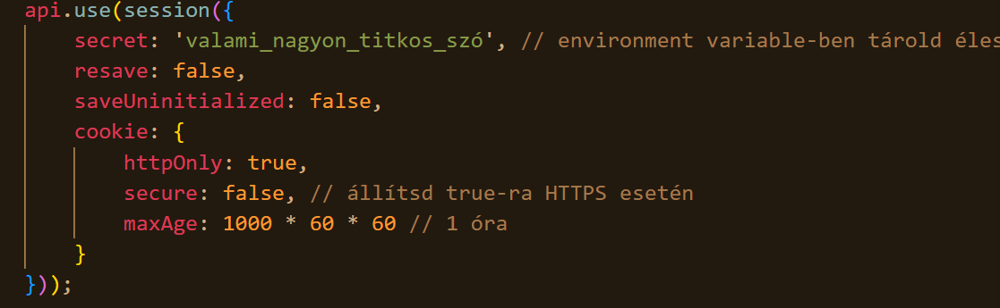 api.use(session({
    secret: 'valami_nagyon_titkos_szó', // environment variable-ben tárold
    resave: false,
    saveUninitialized: false,
    cookie: {
        httpOnly: true,
        secure: false, // állítsd true-ra HTTPS esetén
        maxAge: 1000 * 60 * 60 // 1 óra
    }
}));